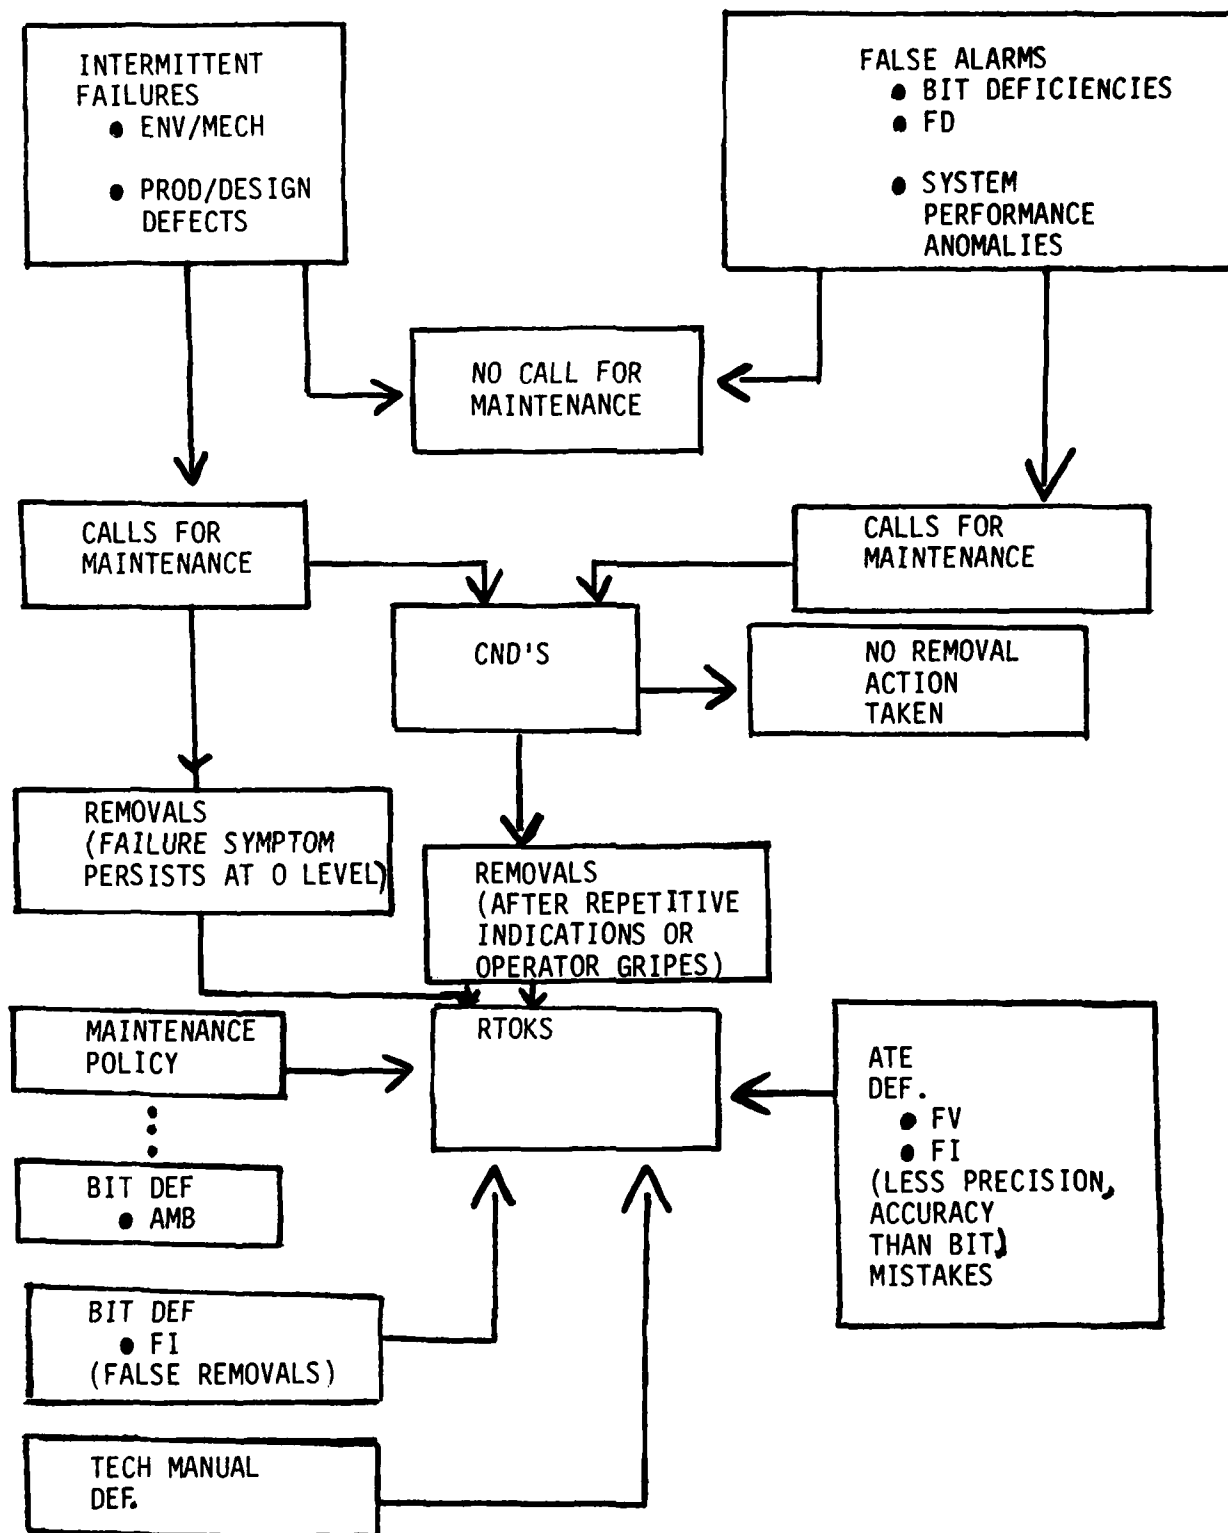 INTERMITTENT
FAILURES
● ENV/MECH
● PROD/DESIGN
DEFECTS
FALSE ALARMS
● BIT DEFICIENCIES
● FD
● SYSTEM
PERFORMANCE
ANOMALIES
NO CALL FOR
MAINTENANCE
CALLS FOR
MAINTENANCE
CALLS FOR
MAINTENANCE
CND'S
NO REMOVAL
ACTION
TAKEN
REMOVALS
(FAILURE SYMPTOM
PERSISTS AT O LEVEL)
REMOVALS
(AFTER REPETITIVE
INDICATIONS OR
OPERATOR GRIPES)
MAINTENANCE
POLICY
RTOKS
ATE
DEF.
● FV
● FI
(LESS PRECISION,
ACCURACY
THAN BIT)
MISTAKES
BIT DEF
● AMB
BIT DEF
● FI
(FALSE REMOVALS)
TECH MANUAL
DEF.